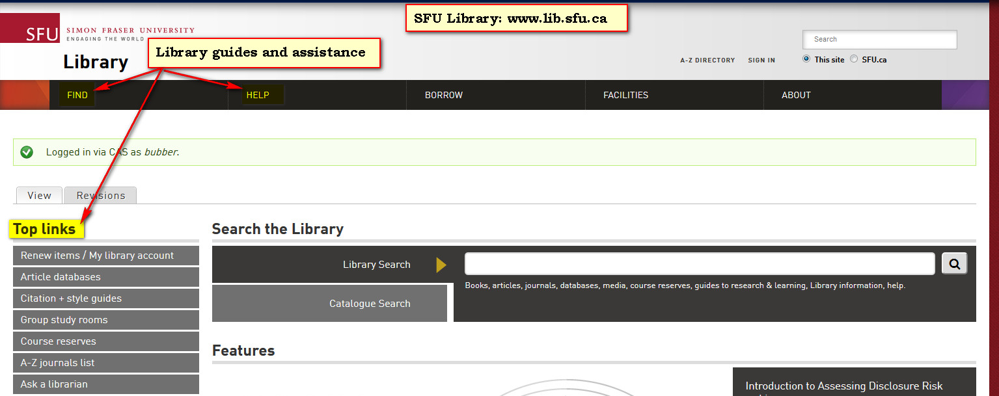 SFU Library: www.lib.sfu.ca
SFU
SIMON FRASER UNIVERSITY
ENGAGING THE WORLD
Library
Library guides and assistance
Search
A-Z DIRECTORY
SIGN IN
This site
SFU.ca
FIND
HELP
BORROW
FACILITIES
ABOUT
Logged in via CAS as bubber.
View
Revisions
Top links
Renew items / My library account
Article databases
Citation + style guides
Group study rooms
Course reserves
A-Z journals list
Ask a librarian
Search the Library
Library Search
Catalogue Search
Books, articles, journals, databases, media, course reserves, guides to research & learning, Library information, help.
Features
Introduction to Assessing Disclosure Risk